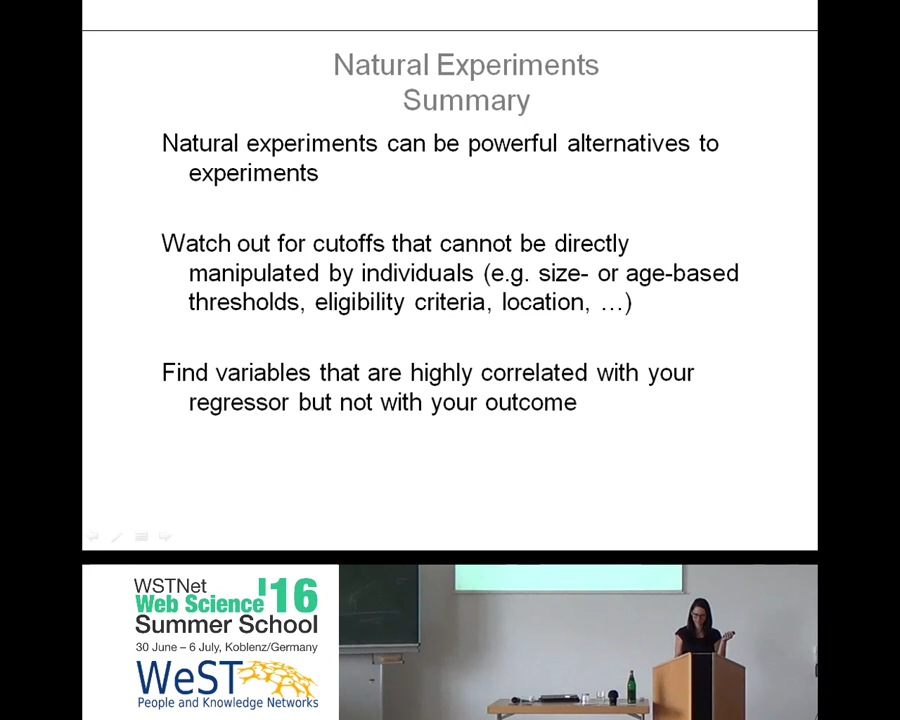 Natural Experiments
Summary
Natural experiments can be powerful alternatives to
experiments
Watch out for cutoffs that cannot be directly
manipulated by individuals (e.g. size- or age-based
thresholds, eligibility criteria, location, …)
Find variables that are highly correlated with your
regressor but not with your outcome
WSTNet
Web Science '16
Summer School
30 June – 6 July, Koblenz/Germany
WeST
People and Knowledge Networks